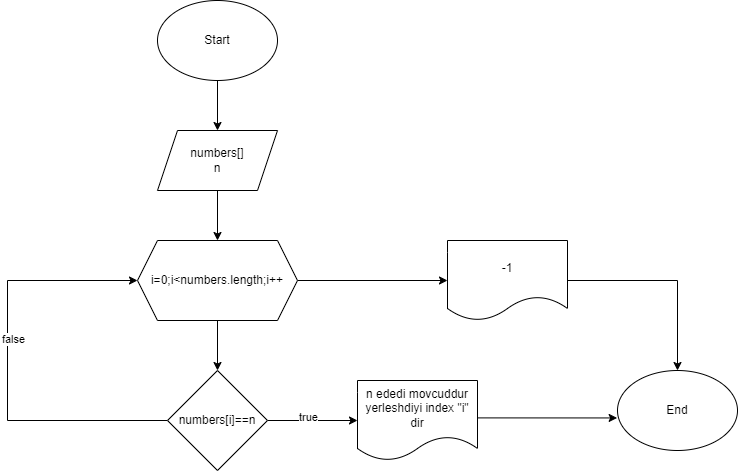 Start
numbers[]
n
i=0;i<numbers.length;i++
-1
false
numbers[i]==n
true
n ededi movcuddur
yerleshdiyi index "i"
dir
End